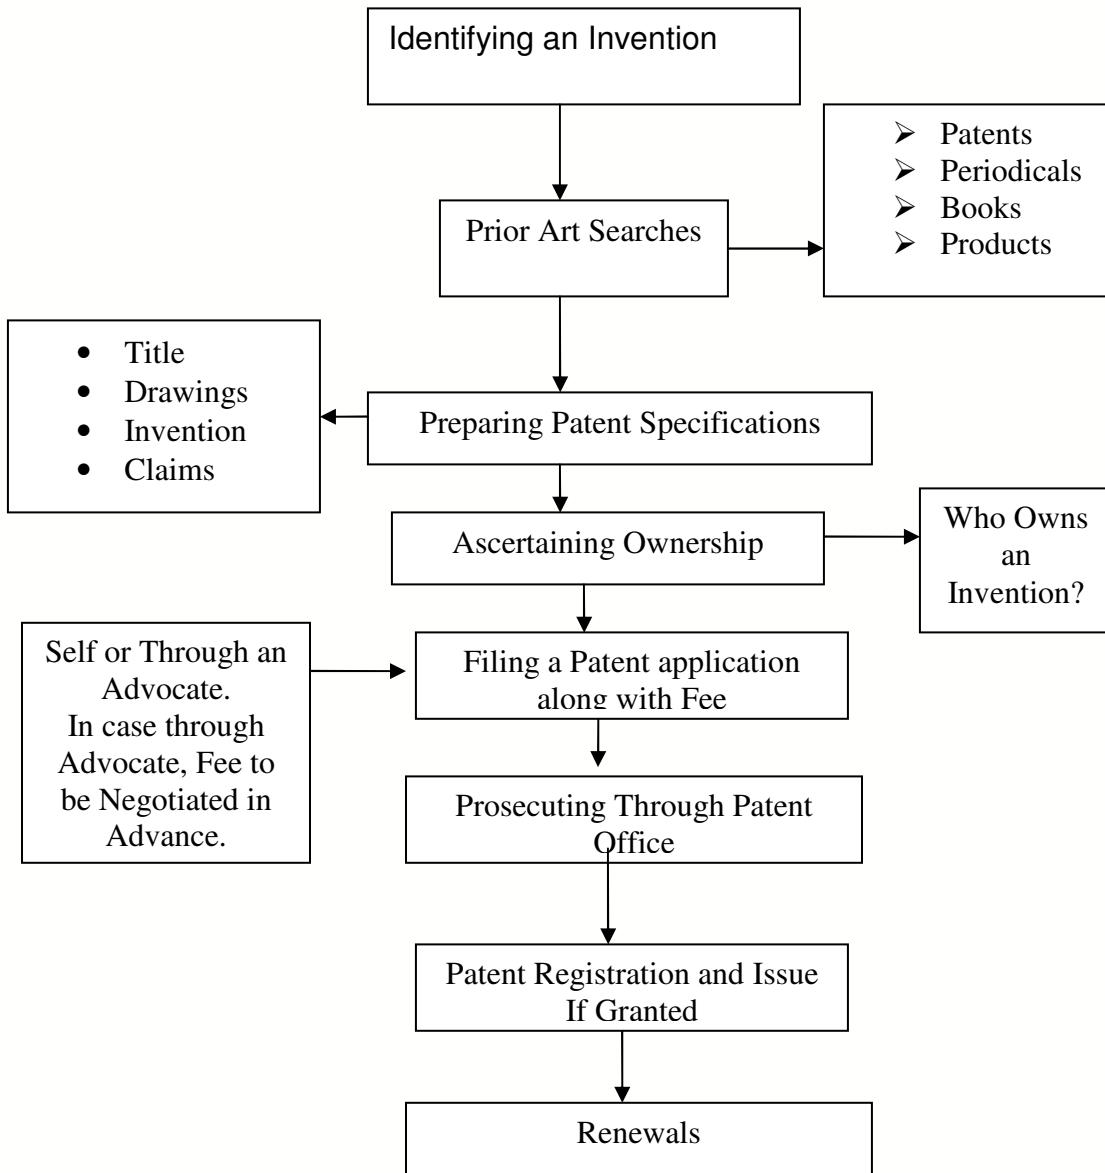 Identifying an Invention
➢ Patents
➢ Periodicals
➢ Books
➢ Products
Prior Art Searches
• Title
• Drawings
• Invention
• Claims
Preparing Patent Specifications
Ascertaining Ownership
Who Owns
an
Invention?
Self or Through an
Advocate.
In case through
Advocate, Fee to
be Negotiated in
Advance.
Filing a Patent application
along with Fee
Prosecuting Through Patent
Office
Patent Registration and Issue
If Granted
Renewals